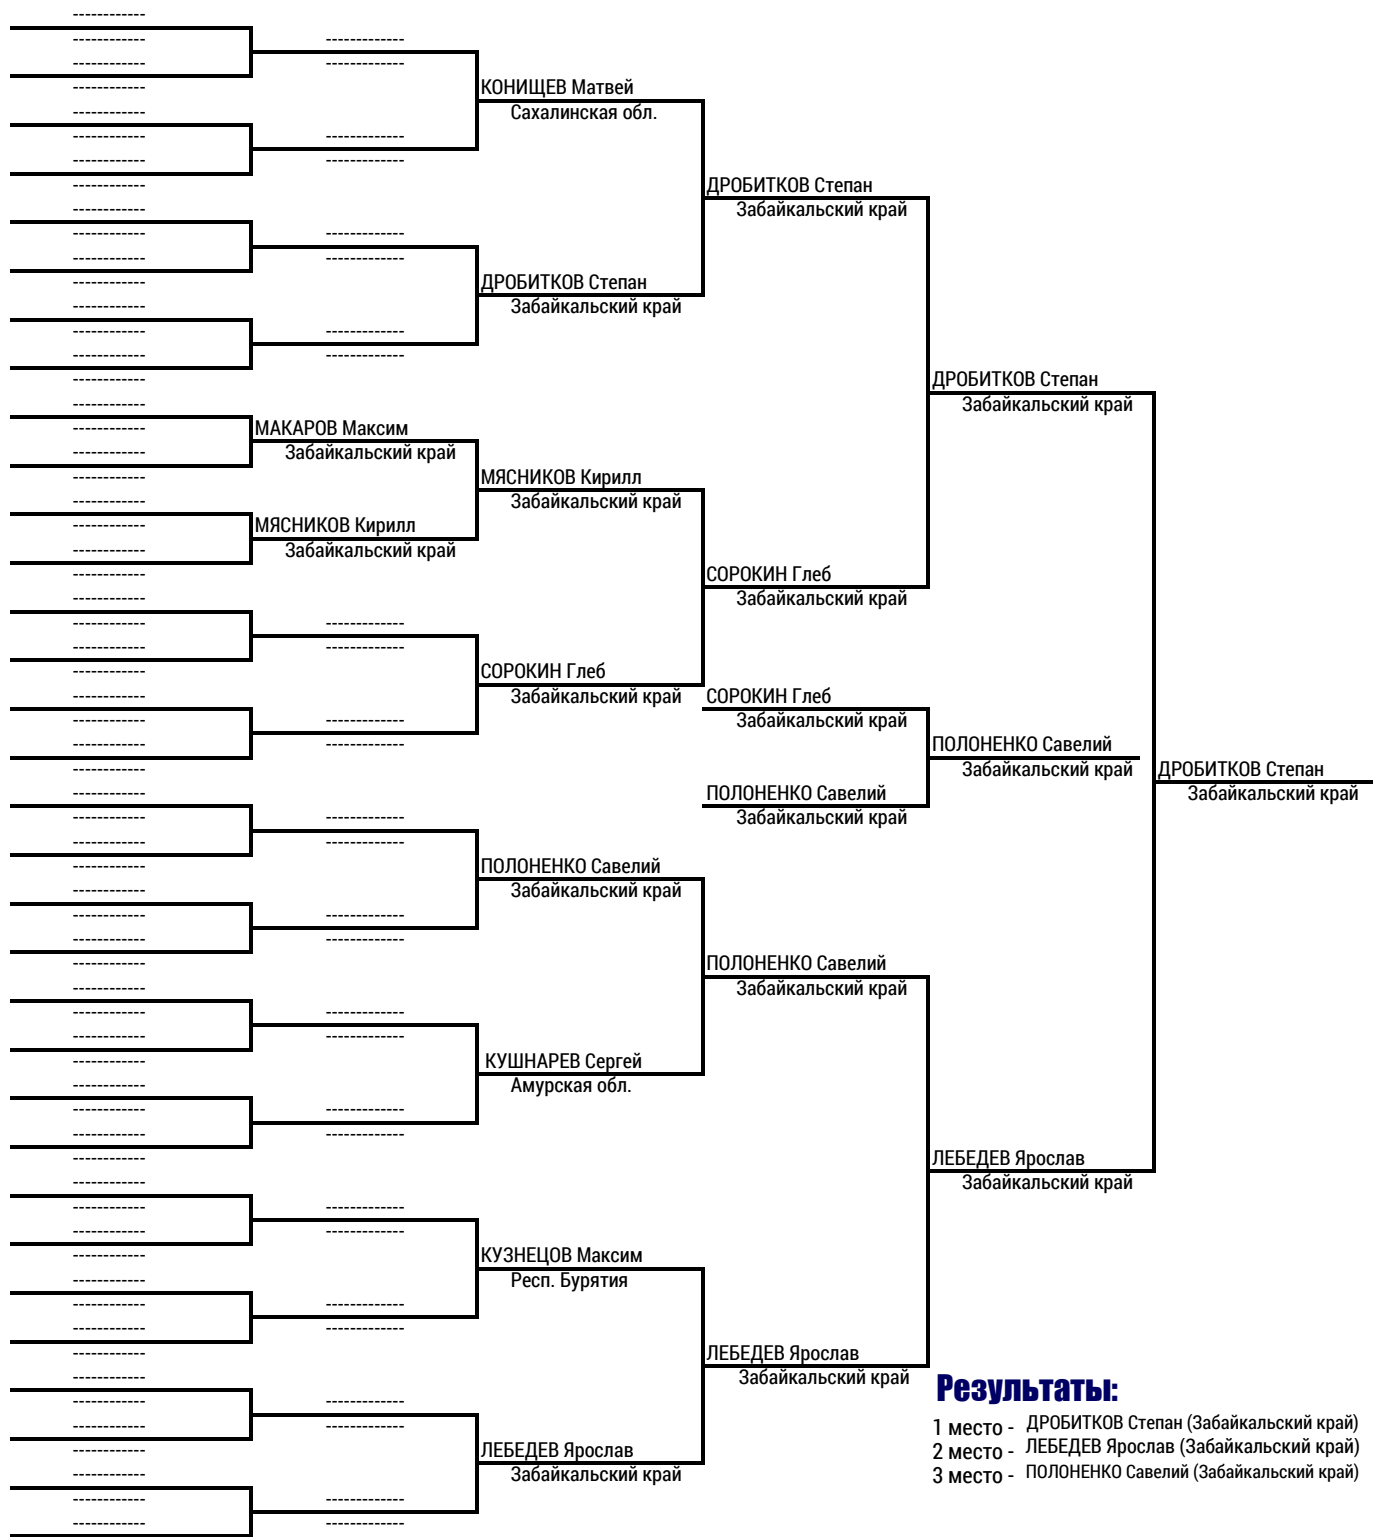 КОНИЩЕВ Матвей
Сахалинская обл.
ДРОБИТКОВ Степан
Забайкальский край
ДРОБИТКОВ Степан
Забайкальский край
ДРОБИТКОВ Степан
Забайкальский край
МАКАРОВ Максим
Забайкальский край
МЯСНИКОВ Кирилл
Забайкальский край
МЯСНИКОВ Кирилл
Забайкальский край
СОРОКИН Глеб
Забайкальский край
СОРОКИН Глеб
Забайкальский край
СОРОКИН Глеб
Забайкальский край
ПОЛОНЕНКО Савелий
Забайкальский край
ДРОБИТКОВ Степан
Забайкальский край
ПОЛОНЕНКО Савелий
Забайкальский край
ПОЛОНЕНКО Савелий
Забайкальский край
ПОЛОНЕНКО Савелий
Забайкальский край
КУШНАРЕВ Сергей
Амурская обл.
ЛЕБЕДЕВ Ярослав
Забайкальский край
КУЗНЕЦОВ Максим
Респ. Бурятия
ЛЕБЕДЕВ Ярослав
Забайкальский край
ЛЕБЕДЕВ Ярослав
Забайкальский край
Результаты:
1 место - ДРОБИТКОВ Степан (Забайкальский край)
2 место - ЛЕБЕДЕВ Ярослав (Забайкальский край)
3 место - ПОЛОНЕНКО Савелий (Забайкальский край)